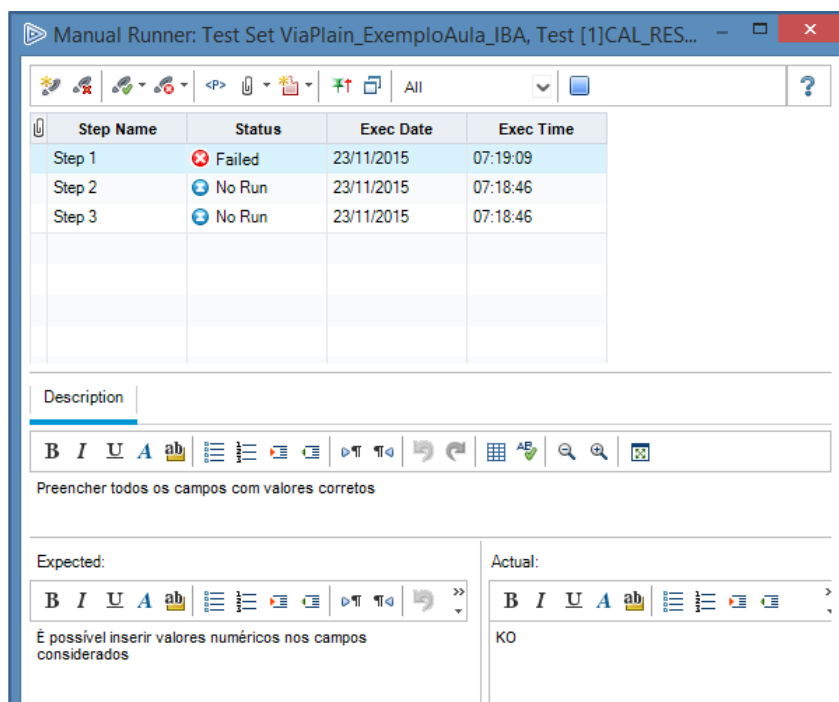 Manual Runner: Test Set ViaPlain_ExemploAula_IBA, Test [1]CAL_RES...
<P> All ?
Step Name Status Exec Date Exec Time
Step 1 Failed 23/11/2015 07:19:09
Step 2 No Run 23/11/2015 07:18:46
Step 3 No Run 23/11/2015 07:18:46
Description
B I U A ab
Preencher todos os campos com valores corretos
Expected: Actual:
B I U A ab B I U A ab
È possível inserir valores numéricos nos campos
considerados
KO